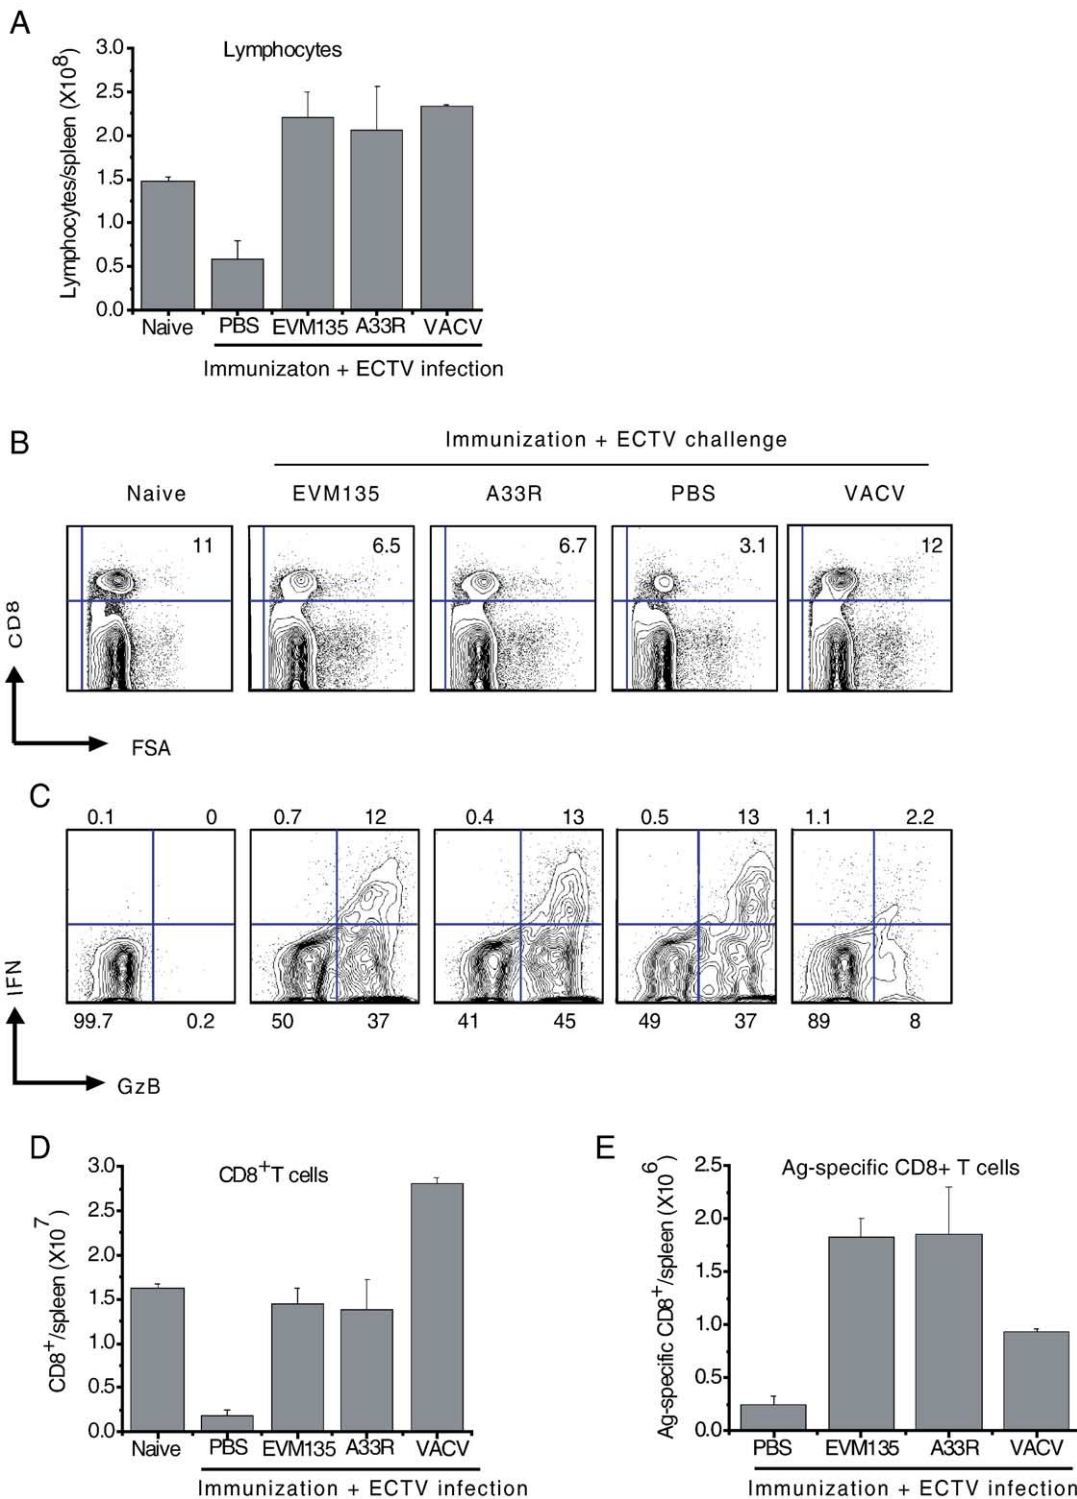 A
Lymphocytes
Lymphocytes/spleen (X10⁸)
3.0
2.5
2.0
1.5
1.0
0.5
0.0
Naive PBS EVM135 A33R VACV
Immunizaton + ECTV infection
B
Immunization + ECTV challenge
Naive EVM135 A33R PBS VACV
11 6.5 6.7 3.1 12
CD8
FSA
C
0.1 0 0.7 12 0.4 13 0.5 13 1.1 2.2
IFN
99.7 0.2 50 37 41 45 49 37 89 8
GzB
D
CD8⁺T cells
CD8⁺/spleen (X10⁷)
3.0
2.5
2.0
1.5
1.0
0.5
0.0
Naive PBS EVM135 A33R VACV
Immunization + ECTV infection
E
Ag-specific CD8+ T cells
Ag-specific CD8⁺/spleen (X10⁶)
2.5
2.0
1.5
1.0
0.5
0.0
PBS EVM135 A33R VACV
Immunization + ECTV infection